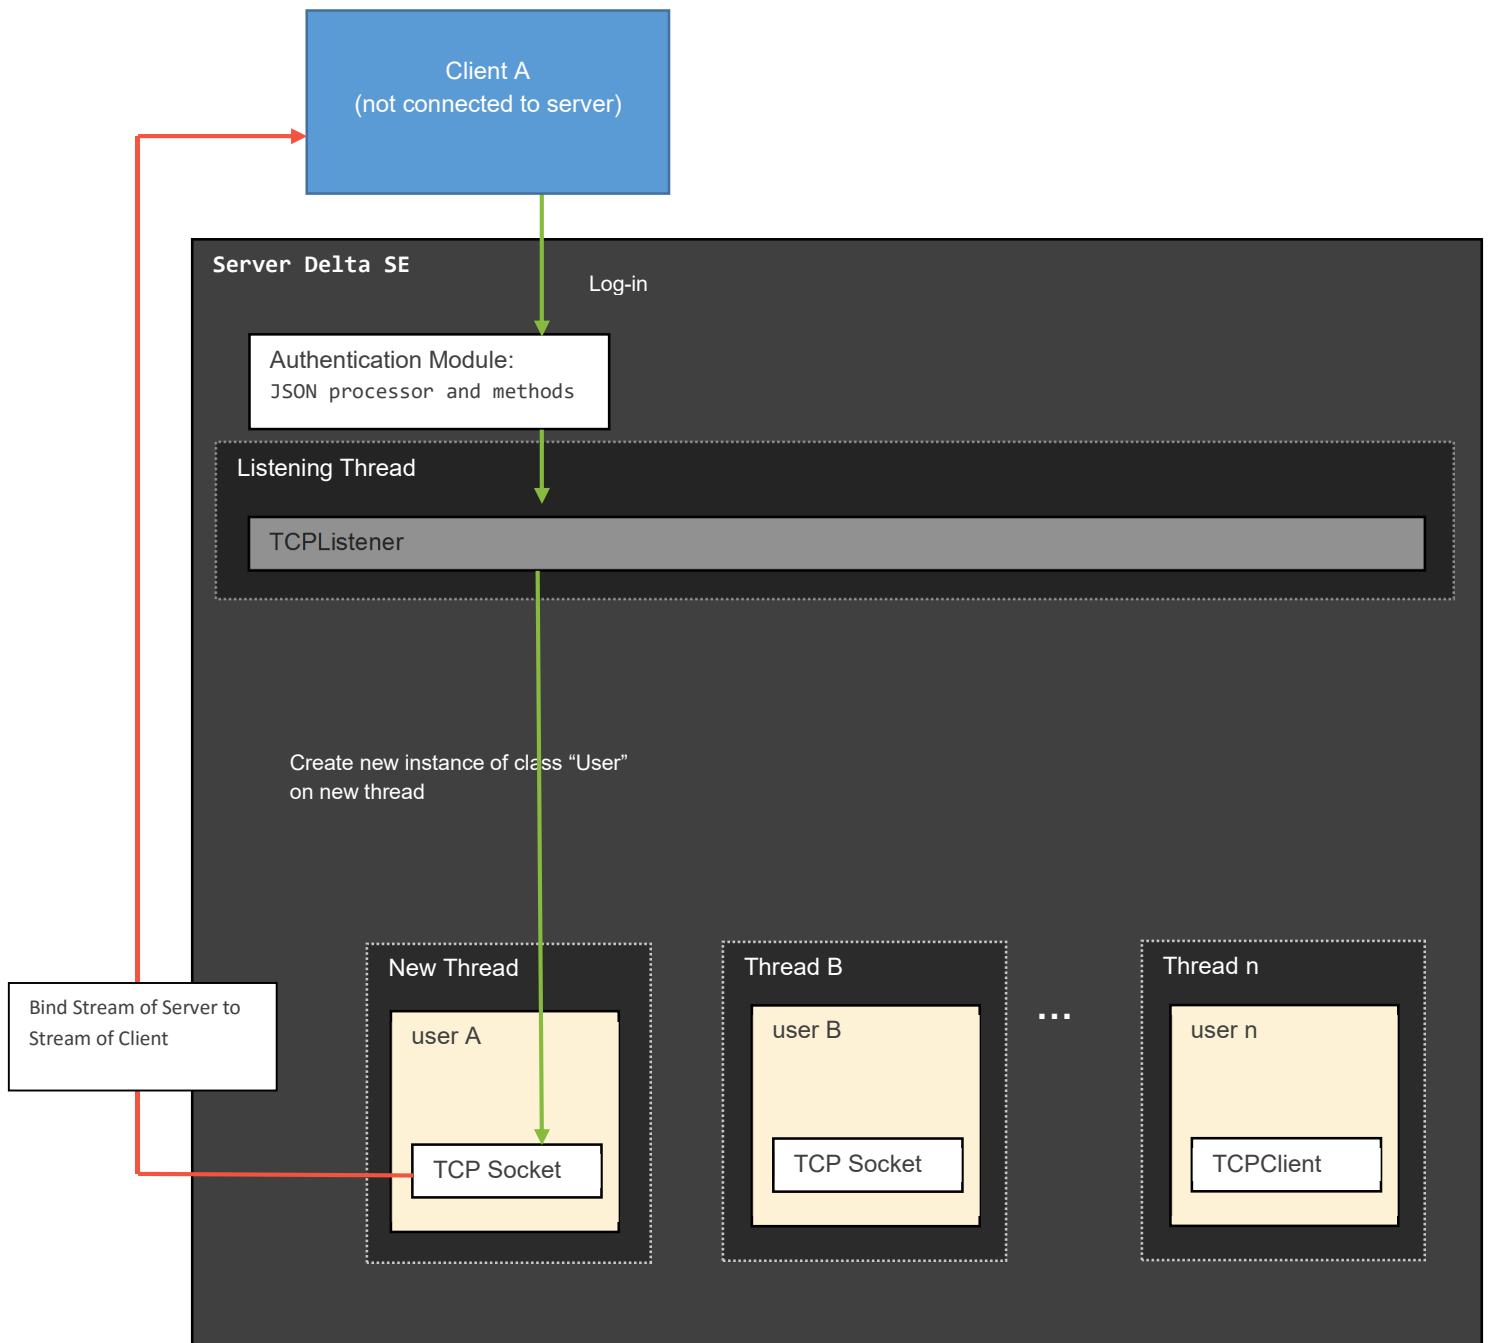 Client A
(not connected to server)
Server Delta SE
Log-in
Authentication Module:
JSON processor and methods
Listening Thread
TCPListener
Create new instance of class “User”
on new thread
New Thread
Thread B
Thread n
Bind Stream of Server to
Stream of Client
user A
user B
...
user n
TCP Socket
TCP Socket
TCPClient